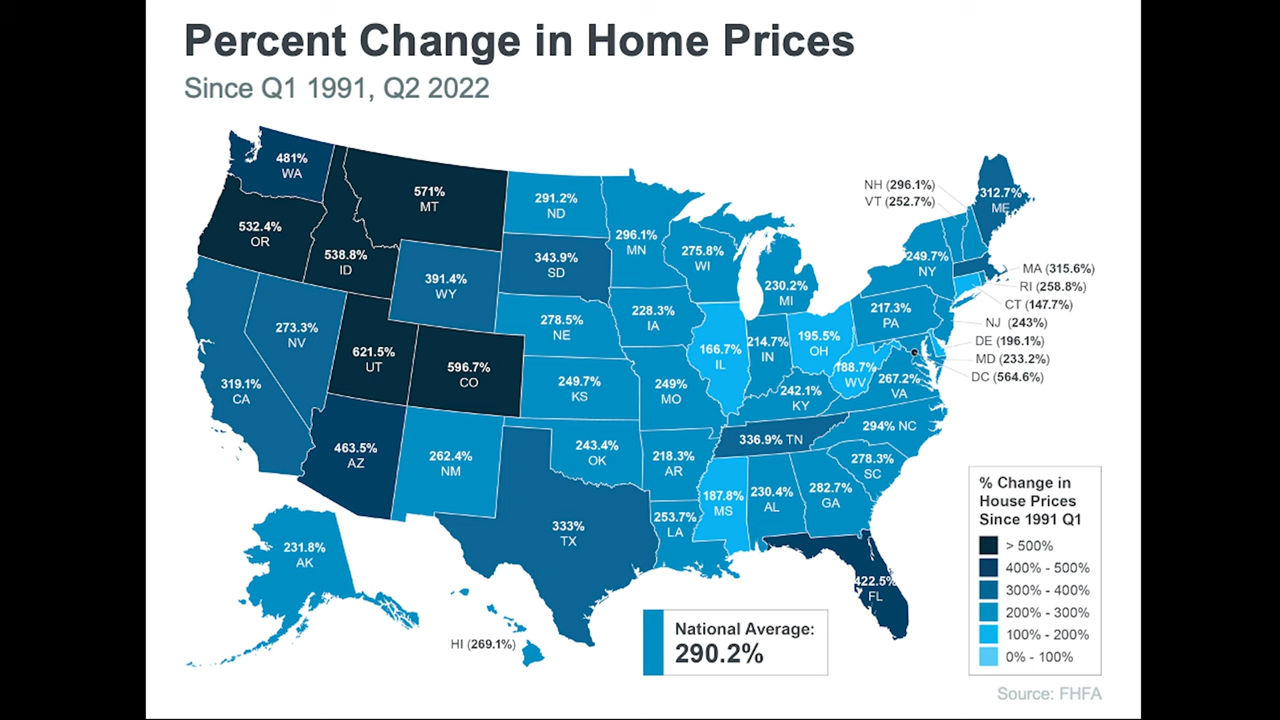 Percent Change in Home Prices
Since Q1 1991, Q2 2022
481%
WA
571%
MT
291.2%
ND
296.1%
MN
275.8%
WI
NH (296.1%)
VT (252.7%)
312.7%
ME
532.4%
OR
538.8%
ID
391.4%
WY
343.9%
SD
230.2%
MI
249.7%
NY
MA (315.6%)
RI (258.8%)
CT (147.7%)
NJ (243%)
DE (196.1%)
MD (233.2%)
DC (564.6%)
273.3%
NV
621.5%
UT
596.7%
CO
278.5%
NE
228.3%
IA
166.7%
IL
214.7%
IN
195.5%
OH
217.3%
PA
188.7%
WV
267.2%
VA
319.1%
CA
249.7%
KS
249%
MO
242.1%
KY
294% NC
463.5%
AZ
262.4%
NM
243.4%
OK
218.3%
AR
336.9% TN
278.3%
SC
333%
TX
253.7%
LA
187.8%
MS
230.4%
AL
282.7%
GA
422.5%
FL
231.8%
AK
HI (269.1%)
National Average:
290.2%
% Change in
House Prices
Since 1991 Q1
> 500%
400% - 500%
300% - 400%
200% - 300%
100% - 200%
0% - 100%
Source: FHFA